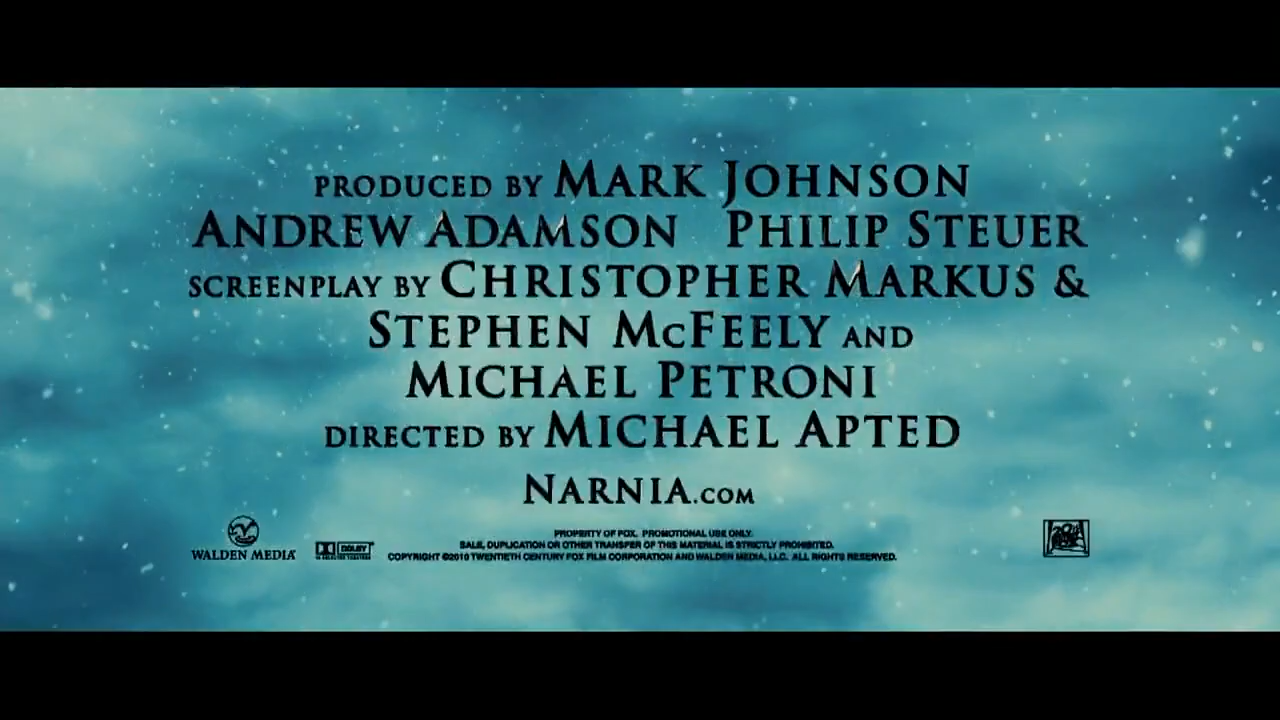 PRODUCED BY MARK JOHNSON
ANDREW ADAMSON PHILIP STEUER
SCREENPLAY BY CHRISTOPHER MARKUS &
STEPHEN MCFEELY AND
MICHAEL PETRONI
DIRECTED BY MICHAEL APTED
NARNIA.COM
WALDEN MEDIA
DOLBY
PROPERTY OF FOX. PROMOTIONAL USE ONLY.
SALE, DUPLICATION OR OTHER TRANSFER OF THIS MATERIAL IS STRICTLY PROHIBITED.
COPYRIGHT ©2010 TWENTIETH CENTURY FOX FILM CORPORATION AND WALDEN MEDIA, LLC. ALL RIGHTS RESERVED.